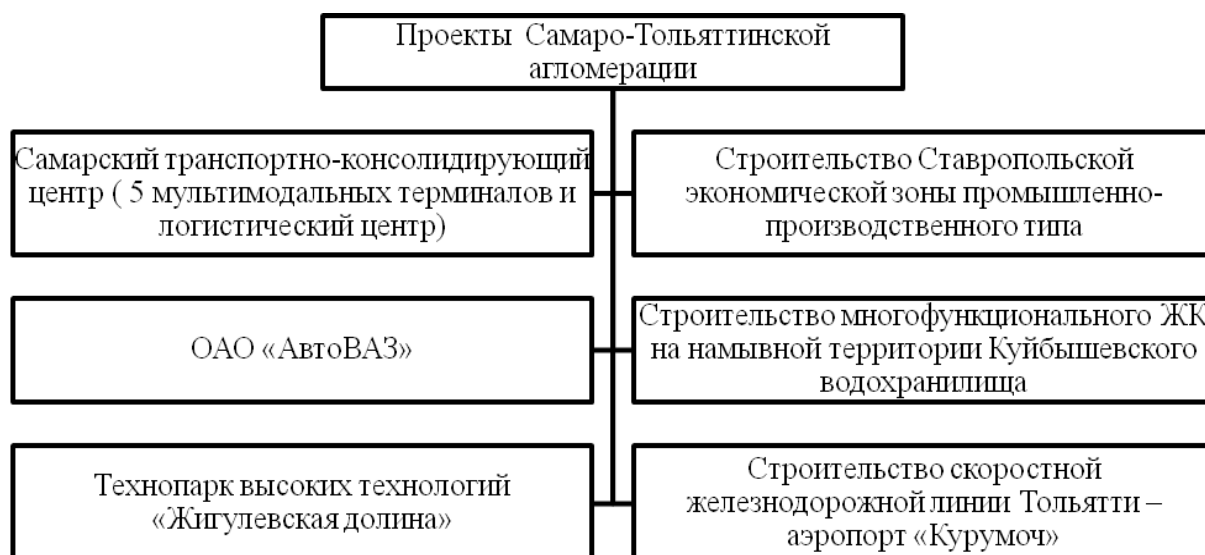 Проекты Самаро-Тольяттинской
агломерации
Самарский транспортно-консолидирующий
центр ( 5 мультимодальных терминалов и
логистический центр)
Строительство Ставропольской
экономической зоны промышленно-
производственного типа
ОАО «АвтоВАЗ»
Строительство многофункционального ЖК
на намывной территории Куйбышевского
водохранилища
Технопарк высоких технологий
«Жигулевская долина»
Строительство скоростной
железнодорожной линии Тольятти –
аэропорт «Курумоч»